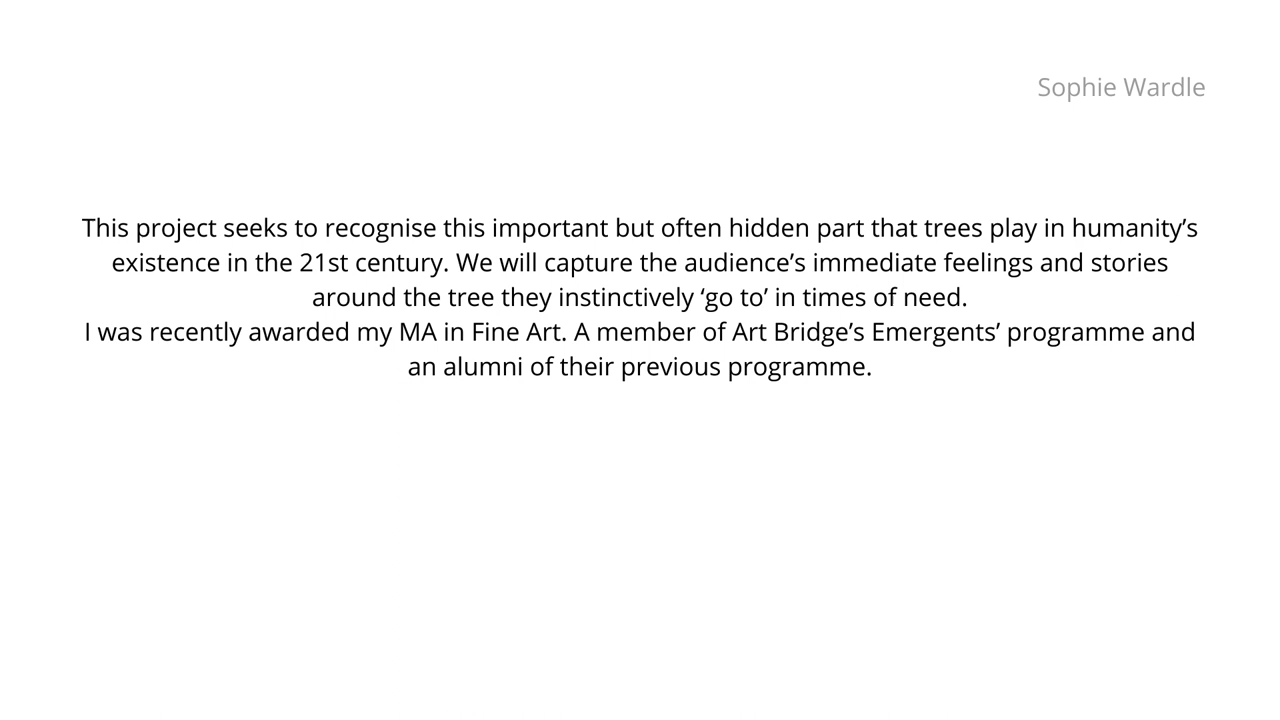 Sophie Wardle
This project seeks to recognise this important but often hidden part that trees play in humanity’s
existence in the 21st century. We will capture the audience’s immediate feelings and stories
around the tree they instinctively ‘go to’ in times of need.
I was recently awarded my MA in Fine Art. A member of Art Bridge’s Emergents’ programme and
an alumni of their previous programme.